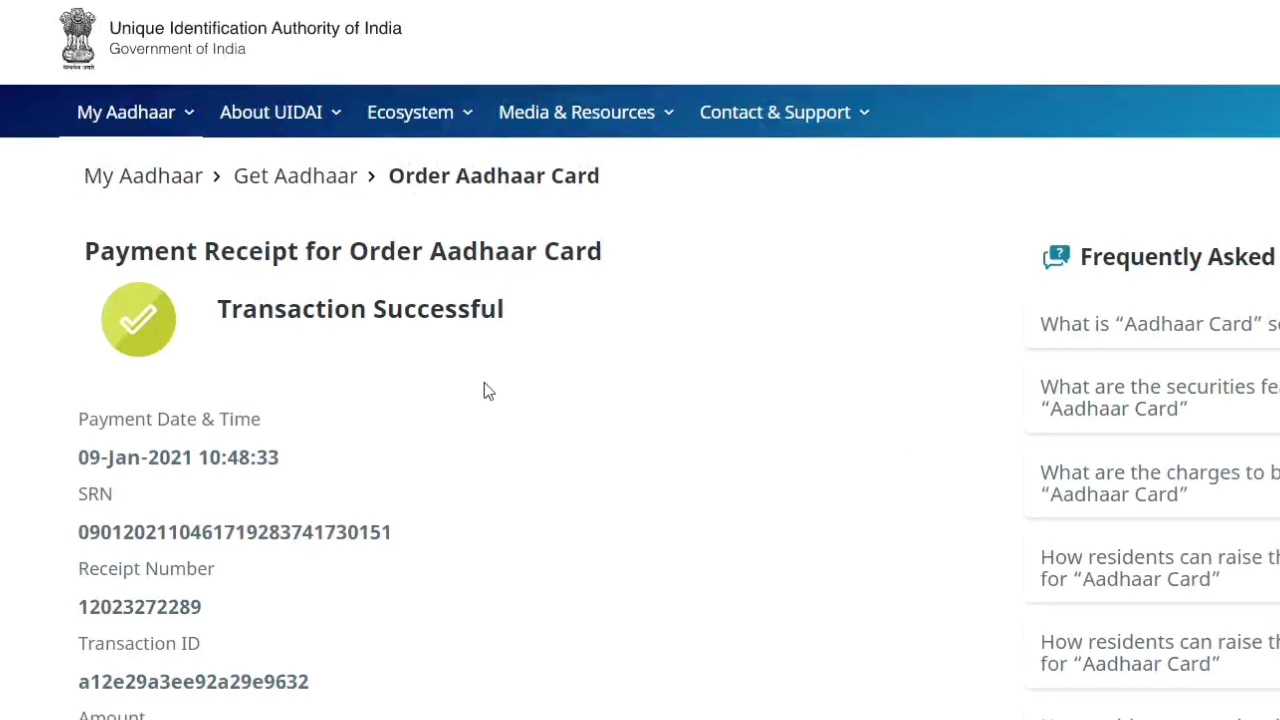 Unique Identification Authority of India
Government of India
My Aadhaar
About UIDAI
Ecosystem
Media & Resources
Contact & Support
My Aadhaar › Get Aadhaar › Order Aadhaar Card
Payment Receipt for Order Aadhaar Card
Transaction Successful
Payment Date & Time
09-Jan-2021 10:48:33
SRN
0901202110461719283741730151
Receipt Number
12023272289
Transaction ID
a12e29a3ee92a29e9632
Amount
Frequently Asked
What is “Aadhaar Card”
What are the securities
“Aadhaar Card”
What are the charges to
“Aadhaar Card”
How residents can raise
for “Aadhaar Card”
How residents can raise
for “Aadhaar Card”